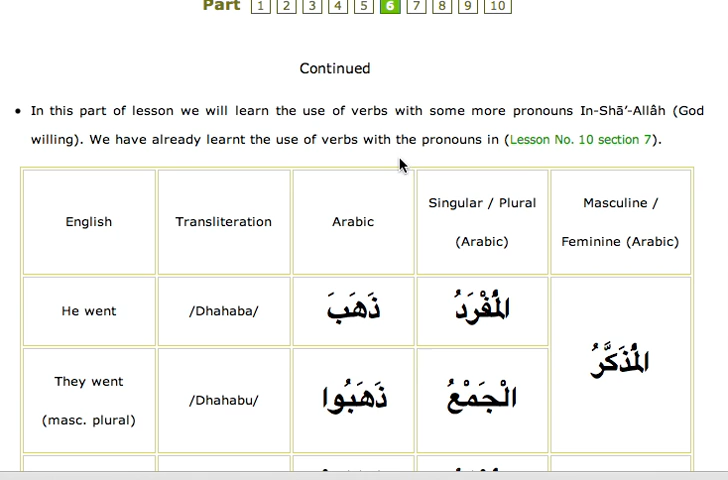 Part 1 2 3 4 5 6 7 8 9 10
Continued
• In this part of lesson we will learn the use of verbs with some more pronouns In-Shā’-Allâh (God
willing). We have already learnt the use of verbs with the pronouns in (Lesson No. 10 section 7).
English
Transliteration
Arabic
Singular / Plural
(Arabic)
Masculine /
Feminine (Arabic)
He went
/Dhahaba/
ذَهَبَ
الْمُفْرَدُ
الْمُذَكَّرُ
They went
(masc. plural)
/Dhahabu/
ذَهَبُوا
الْجَمْعُ